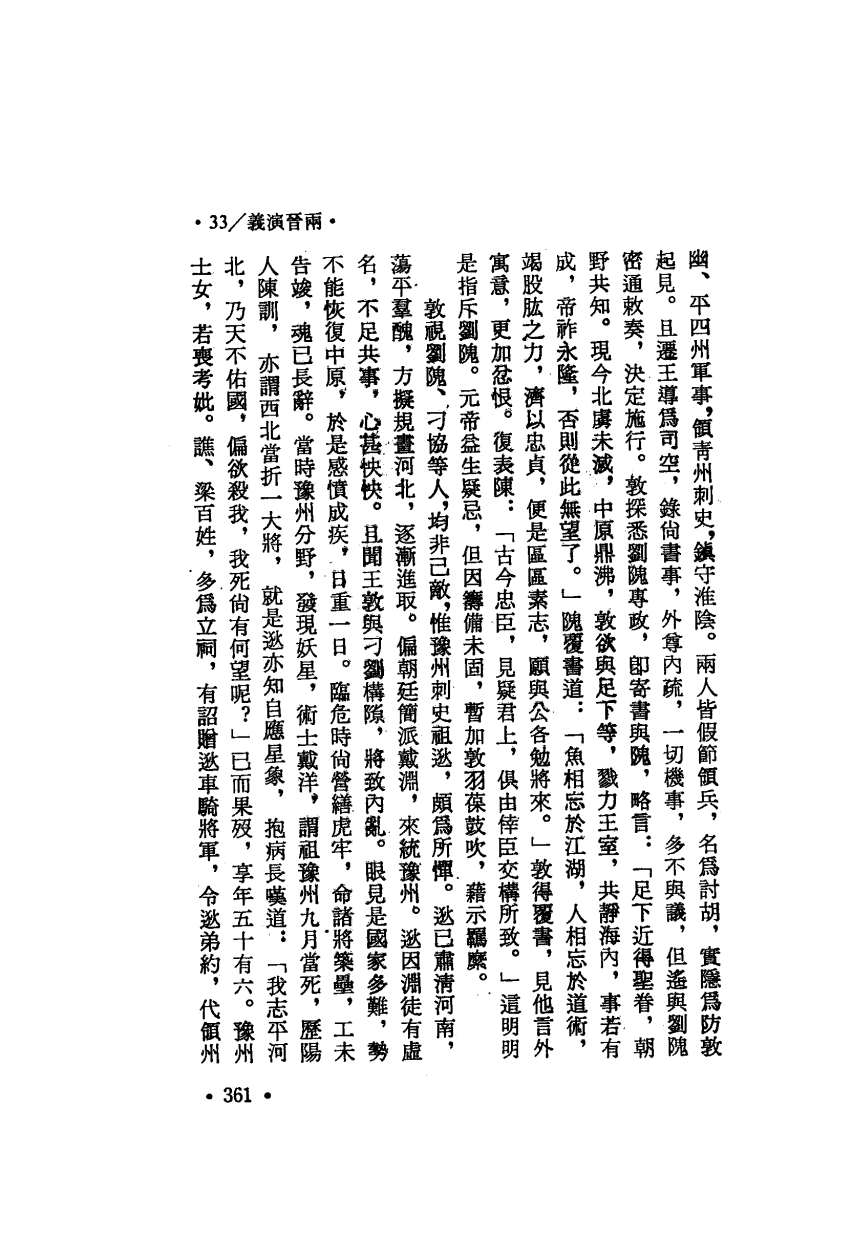 ·33/義演晉兩·
幽、平四州軍事，領青州刺史，鎮守淮陰。兩人皆假節領兵，名爲討胡，實隱爲防敦
起見。且遷王導爲司空，錄尚書事，外尊內疏，一切機事，多不與議，但遙與劉隗
密通敕奏，決定施行。敦探悉劉隗專政，卽寄書與隗，略言：「足下近得聖眷，朝
野共知。現今北虜未滅，中原鼎沸，敦欲與足下等，戮力王室，共靜海內，事若有
成，帝祚永隆，否則從此無望了。」隗覆書道：「魚相忘於江湖，人相忘於道術，
竭股肱之力，濟以忠貞，便是區區素志，願與公各勉將來。」敦得覆書，見他言外
寓意，更加忿恨。復表陳：「古今忠臣，見疑君上，俱由倖臣交構所致。」這明明
是指斥劉隗。元帝益生疑忌，但因籌備未固，暫加敦羽葆鼓吹，藉示羈縻。
敦視劉隗、刁協等人，均非己敵，惟豫州刺史祖逖，頗爲所憚。逖已肅清河南，
蕩平羣醜，方擬規畫河北，逐漸進取。偏朝廷簡派戴淵，來統豫州。逖因淵徒有虛
名，不足共事，心甚怏怏。且聞王敦與刁劉構隙，將致內亂。眼見是國家多難，勢
不能恢復中原，於是感憤成疾，日重一日。臨危時尚營繕虎牢，命諸將築壘，工未
告竣，魂已長辭。當時豫州分野，發現妖星，術士戴洋，謂祖豫州九月當死，歷陽
人陳訓，亦謂西北當折一大將，就是逖亦知自應星象，抱病長嘆道：「我志平河
北，乃天不佑國，偏欲殺我，我死尚有何望呢？」已而果歿，享年五十有六。豫州
士女，若喪考妣。譙、梁百姓，多爲立祠，有詔贈逖車騎將軍，令逖弟約，代領州
·361·